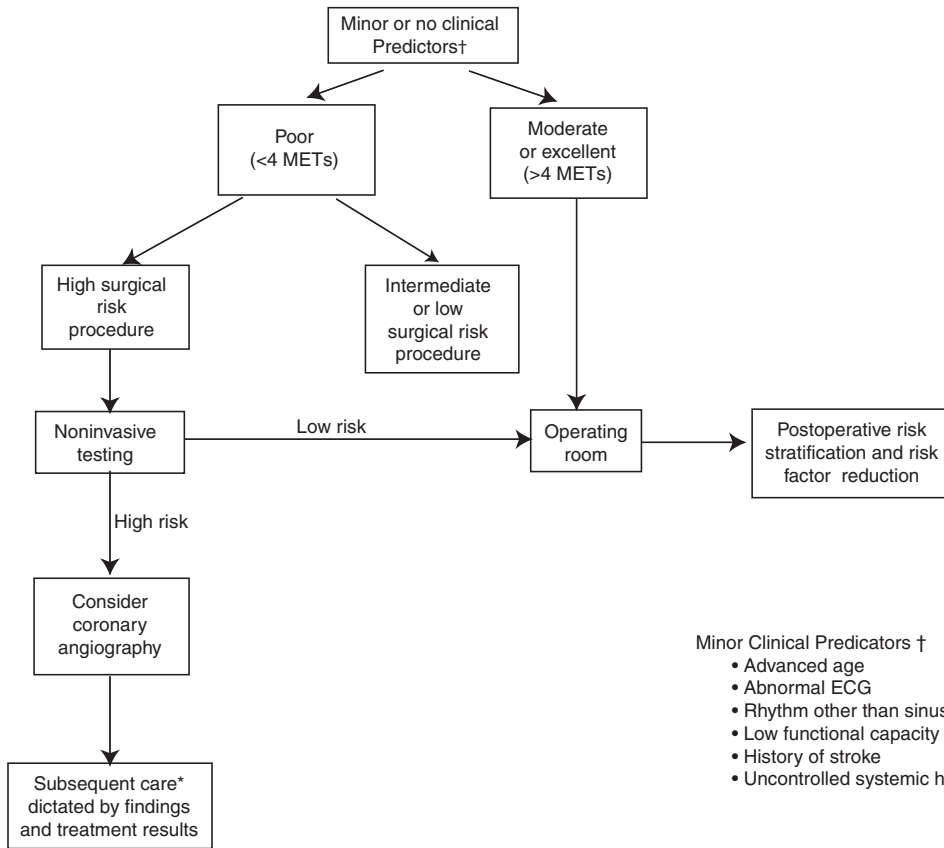 Minor or no clinical
Predictors†
Poor
(<4 METs)
Moderate
or excellent
(>4 METs)
High surgical
risk
procedure
Intermediate
or low
surgical risk
procedure
Noninvasive
testing
Low risk
Operating
room
Postoperative risk
stratification and risk
factor reduction
High risk
Consider
coronary
angiography
Subsequent care*
dictated by findings
and treatment results
Minor Clinical Predicators †
• Advanced age
• Abnormal ECG
• Rhythm other than sinus
• Low functional capacity
• History of stroke
• Uncontrolled systemic h